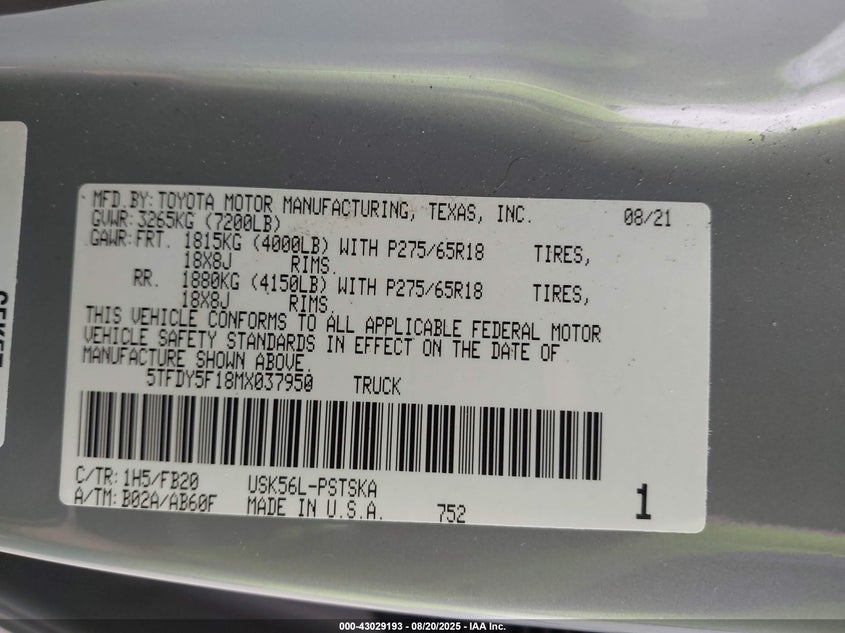 MFD.BY:TOYOTA MOTOR MANUFACTURING, TEXAS, INC. 08/21
GVWR:3265KG (7200LB)
GAWR:FRT. 1815KG (4000LB) WITH P275/65R18 TIRES,
18X8J RIMS.
RR. 1880KG (4150LB) WITH P275/65R18 TIRES,
18X8J RIMS.
THIS VEHICLE CONFORMS TO ALL APPLICABLE FEDERAL MOTOR
VEHICLE SAFETY STANDARDS IN EFFECT ON THE DATE OF
MANUFACTURE SHOWN ABOVE.
5TFDY5F18MX037950 TRUCK
C/TR:1H5/FB20 USK56L-PSTSKA
A/TM:B02A/AB60F MADE IN U.S.A. 752 1
000-43029193 - 08/20/2025 - IAA Inc.